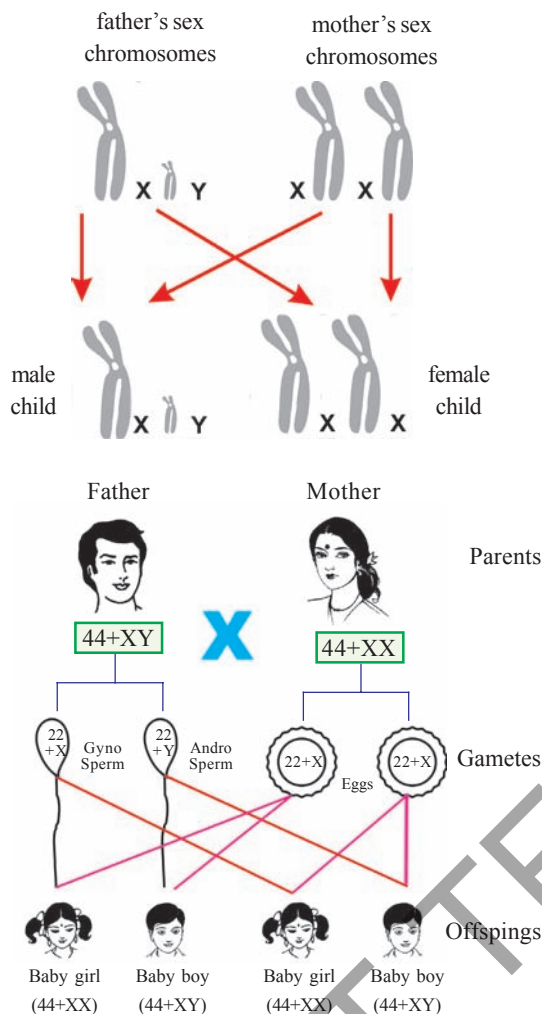 father's sex
chromosomes
mother's sex
chromosomes
X Y X X
male
child
X Y X X
female
child
Father Mother
Parents
X
44+XY 44+XX
22
+X
Gyno
Sperm
22
+Y
Andro
Sperm
22+X
Eggs
22+X
Gametes
Offspings
Baby girl Baby boy Baby girl Baby boy
(44+XX) (44+XY) (44+XX) (44+XY)